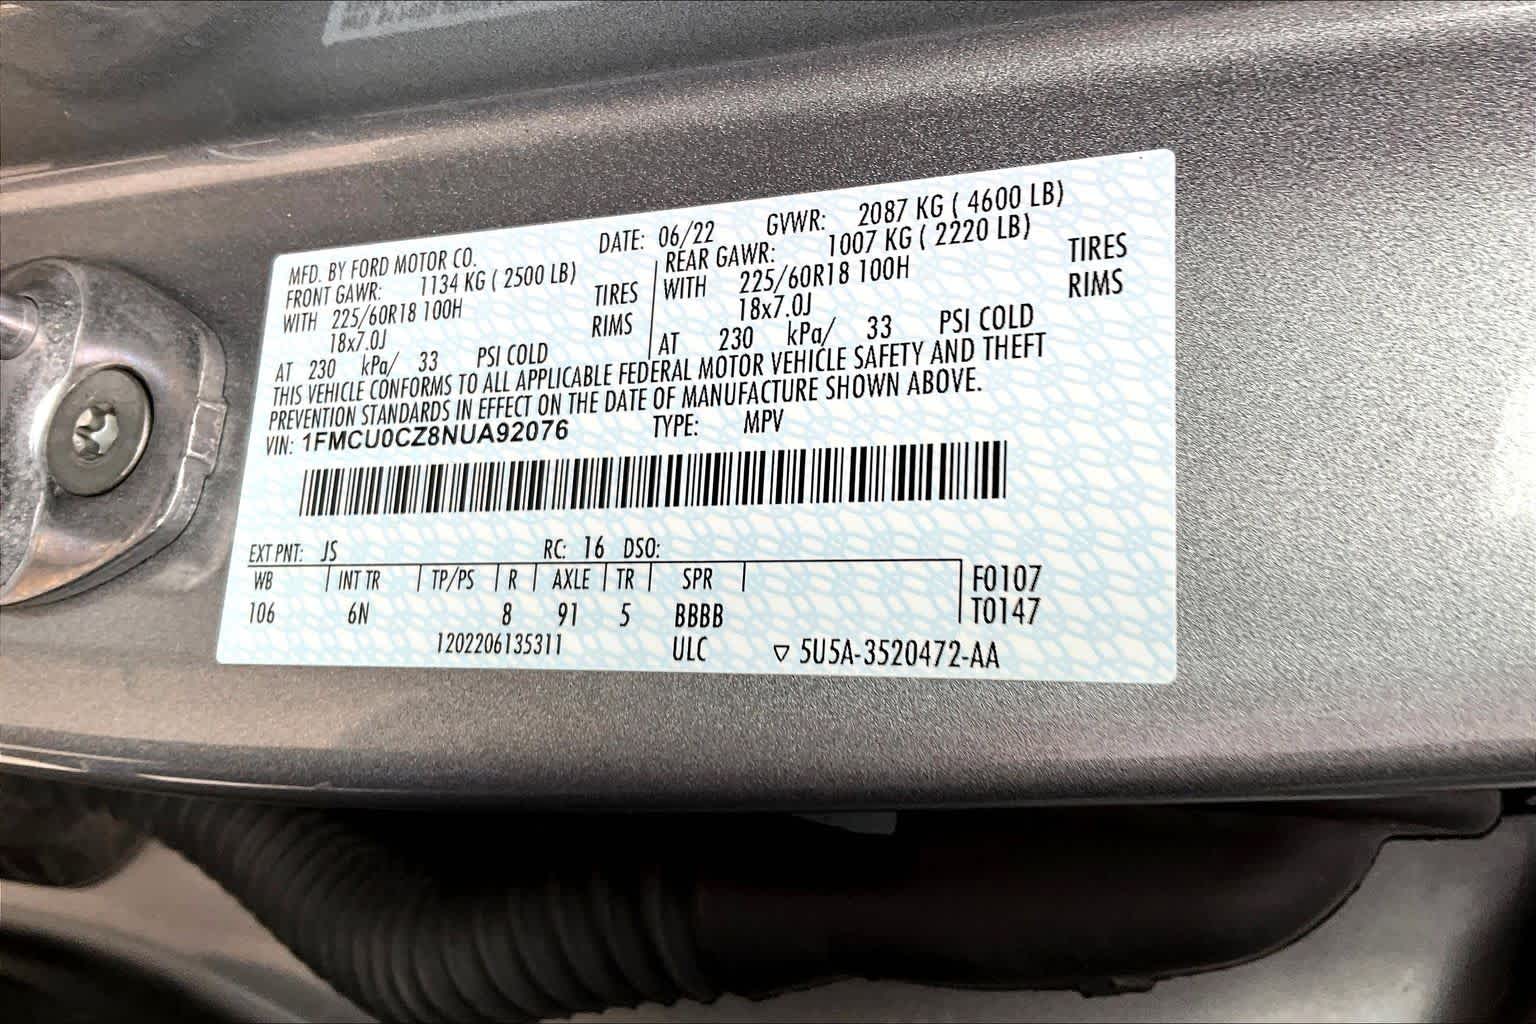 MFD. BY FORD MOTOR CO. DATE: 06/22 GVWR: 2087 KG ( 4600 LB)
FRONT GAWR: 1134 KG ( 2500 LB) REAR GAWR: 1007 KG ( 2220 LB)
WITH 225/60R18 100H TIRES WITH 225/60R18 100H TIRES
18x7.0J RIMS 18x7.0J RIMS
AT 230 kPa/ 33 PSI COLD AT 230 kPa/ 33 PSI COLD
THIS VEHICLE CONFORMS TO ALL APPLICABLE FEDERAL MOTOR VEHICLE SAFETY AND THEFT
PREVENTION STANDARDS IN EFFECT ON THE DATE OF MANUFACTURE SHOWN ABOVE.
VIN: 1FMCU0CZ8NUA92076 TYPE: MPV
EXT PNT: JS RC: 16 DSO:
WB INT TR TP/PS R AXLE TR SPR F0107
106 6N 8 91 5 BBBB T0147
1202206135311 ULC ▽ 5U5A-3520472-AA